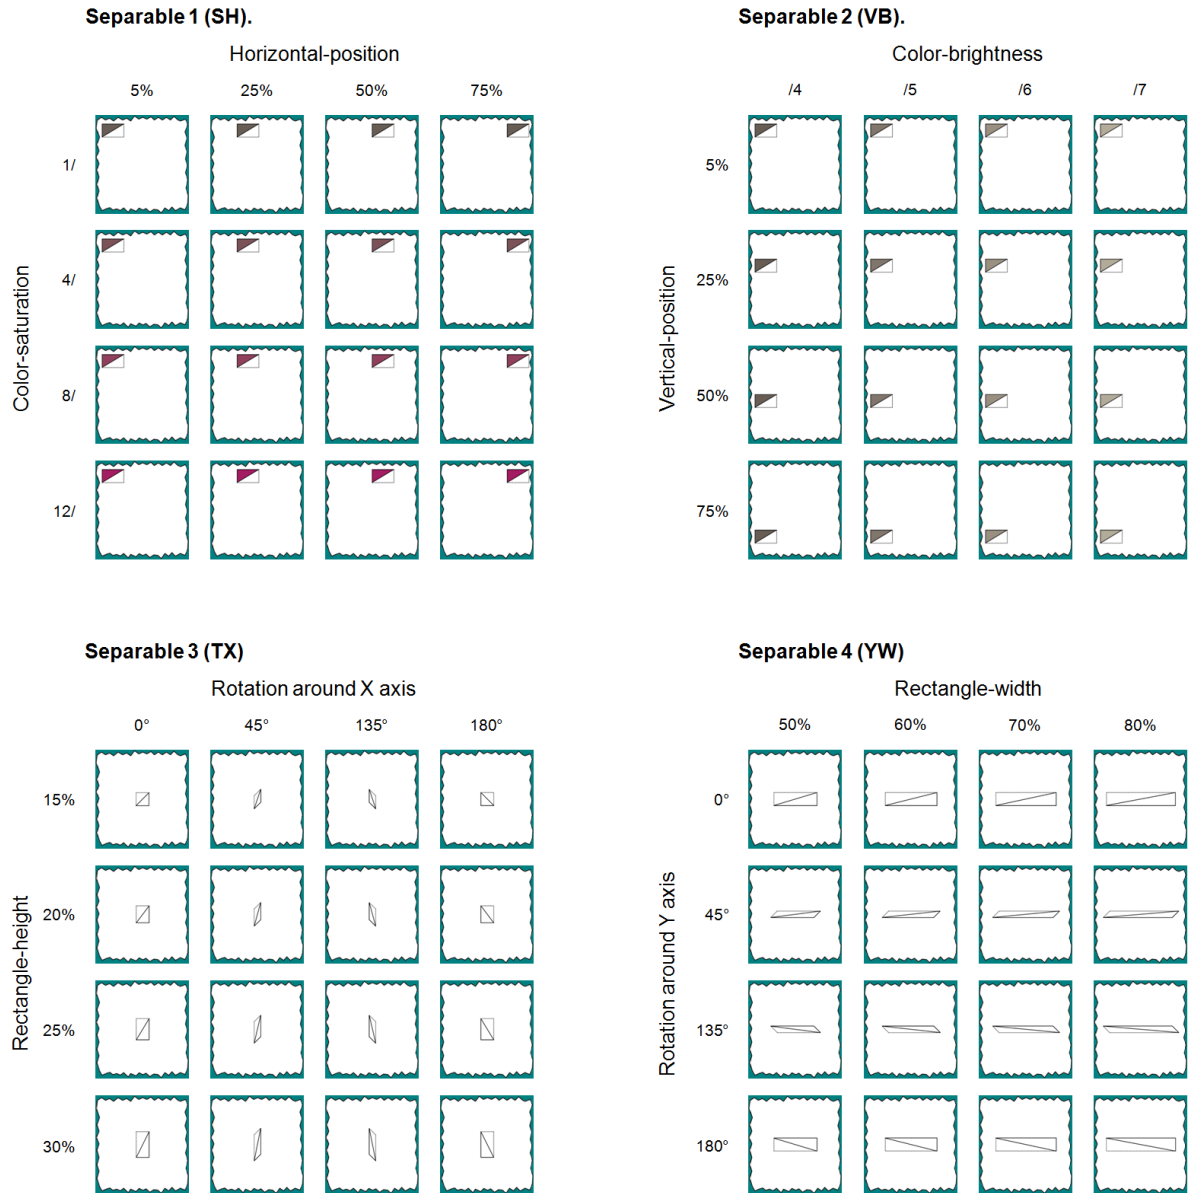 Separable 1 (SH).
Horizontal-position
5% 25% 50% 75%
Color-saturation
1/
4/
8/
12/
Separable 2 (VB).
Color-brightness
/4 /5 /6 /7
Vertical-position
5%
25%
50%
75%
Separable 3 (TX)
Rotation around X axis
0° 45° 135° 180°
Rectangle-height
15%
20%
25%
30%
Separable 4 (YW)
Rectangle-width
50% 60% 70% 80%
Rotation around Y axis
0°
45°
135°
180°